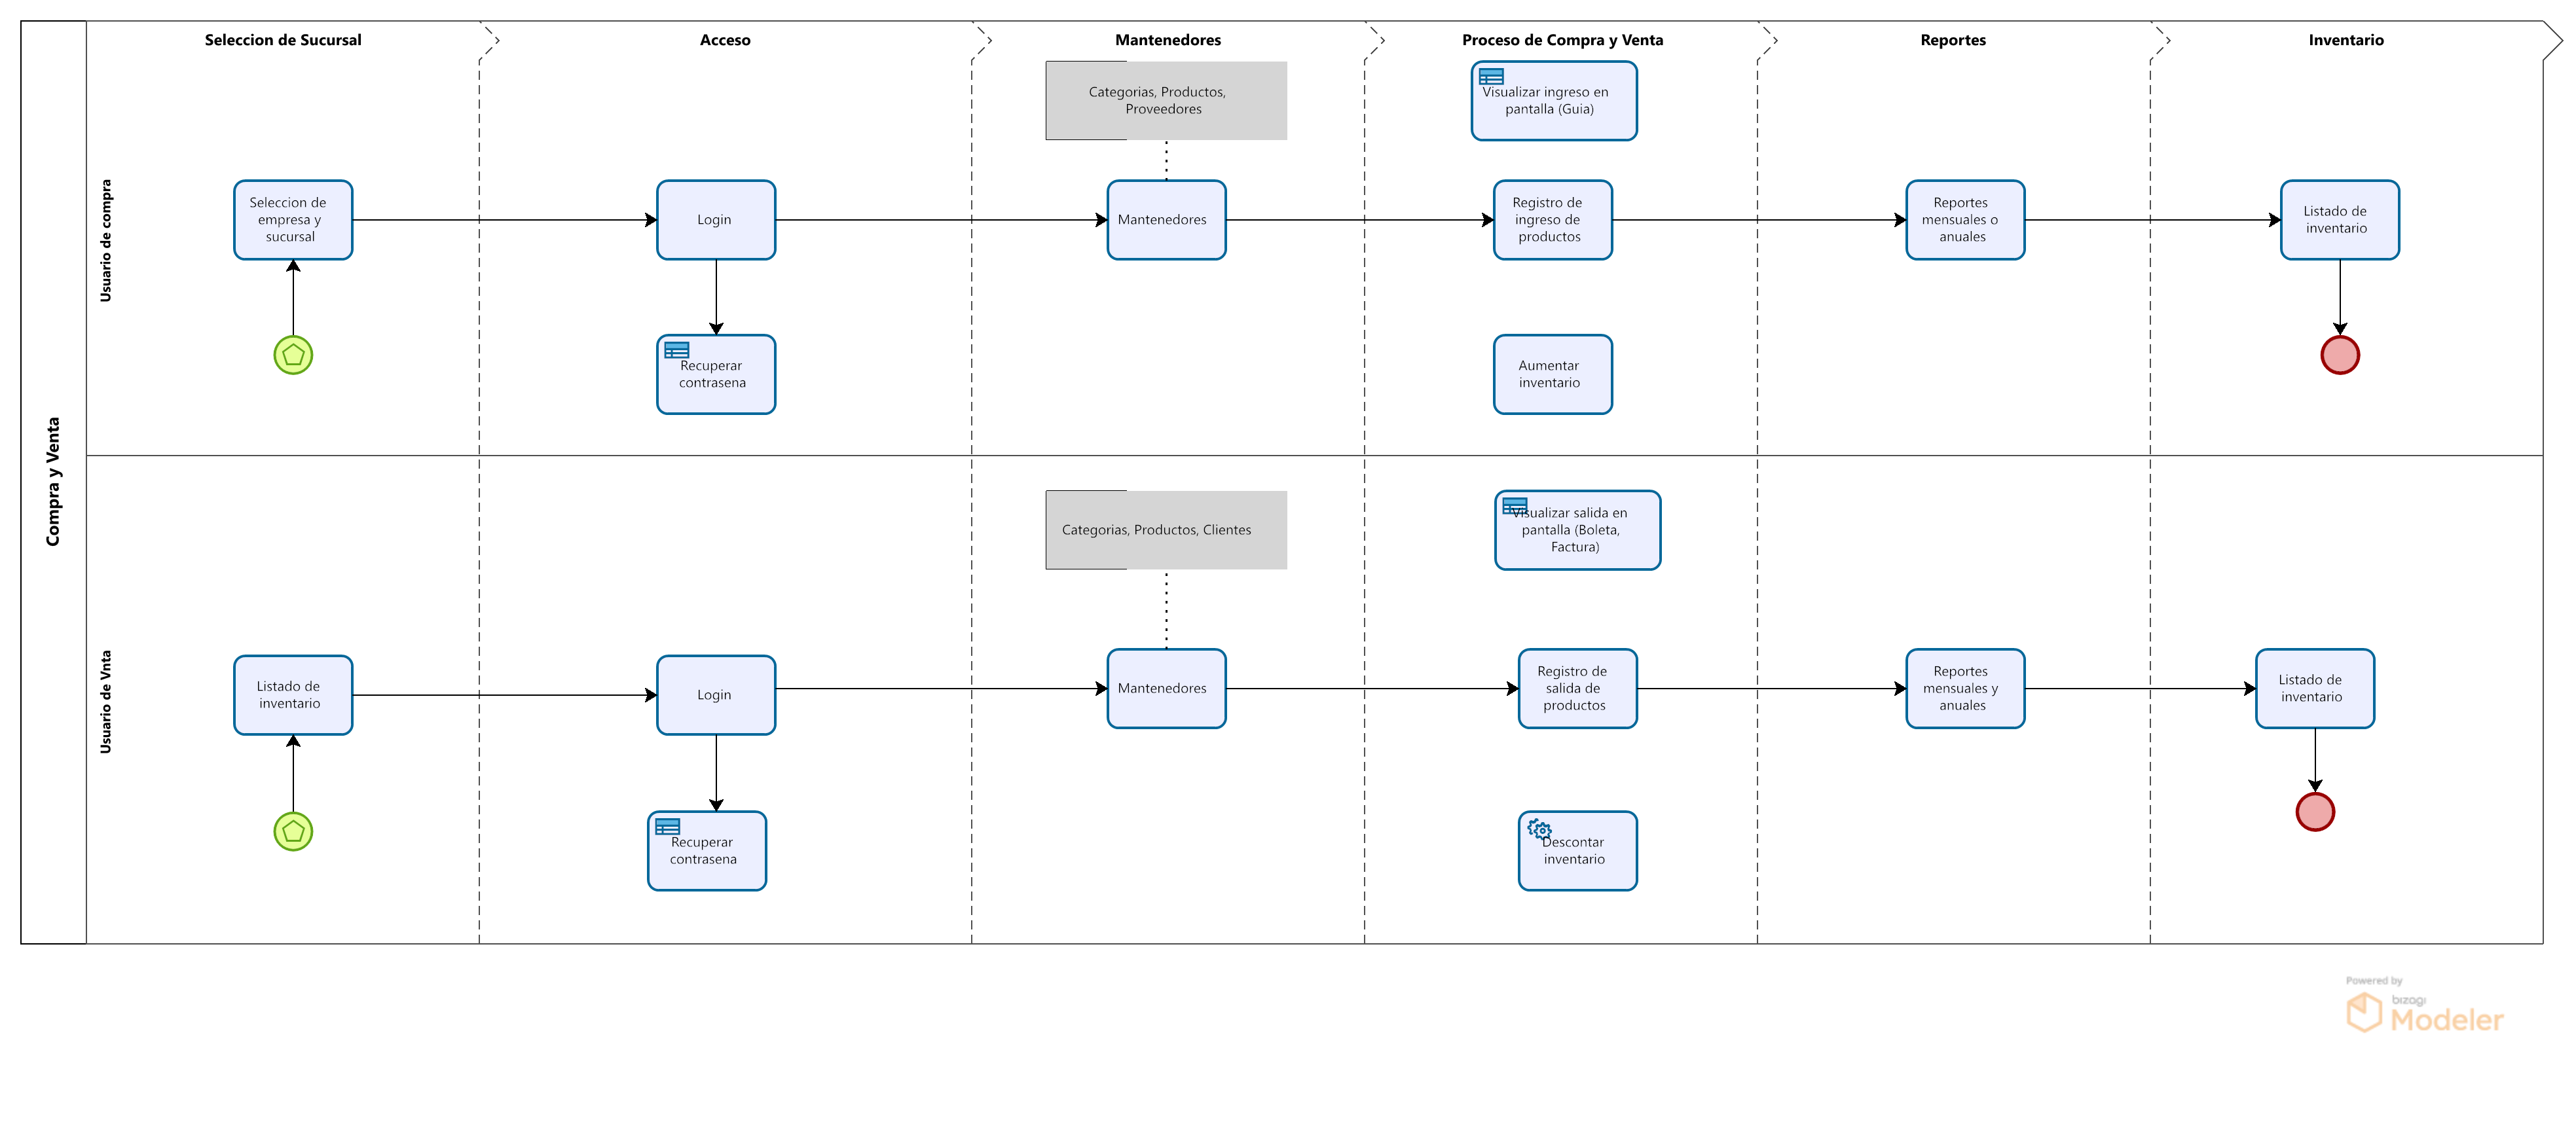 Seleccion de Sucursal
Acceso
Mantenedores
Proceso de Compra y Venta
Reportes
Inventario
Compra y Venta
Usuario de compra
Categorias, Productos,
Proveedores
Visualizar ingreso en
pantalla (Guia)
Seleccion de
empresa y
sucursal
Login
Mantenedores
Registro de
ingreso de
productos
Reportes
mensuales o
anuales
Listado de
inventario
Recuperar
contrasena
Aumentar
inventario
Usuario de Vnta
Categorias, Productos, Clientes
Visualizar salida en
pantalla (Boleta,
Factura)
Listado de
inventario
Login
Mantenedores
Registro de
salida de
productos
Reportes
mensuales y
anuales
Listado de
inventario
Recuperar
contrasena
Descontar
inventario
Powered by
bizagi
Modeler